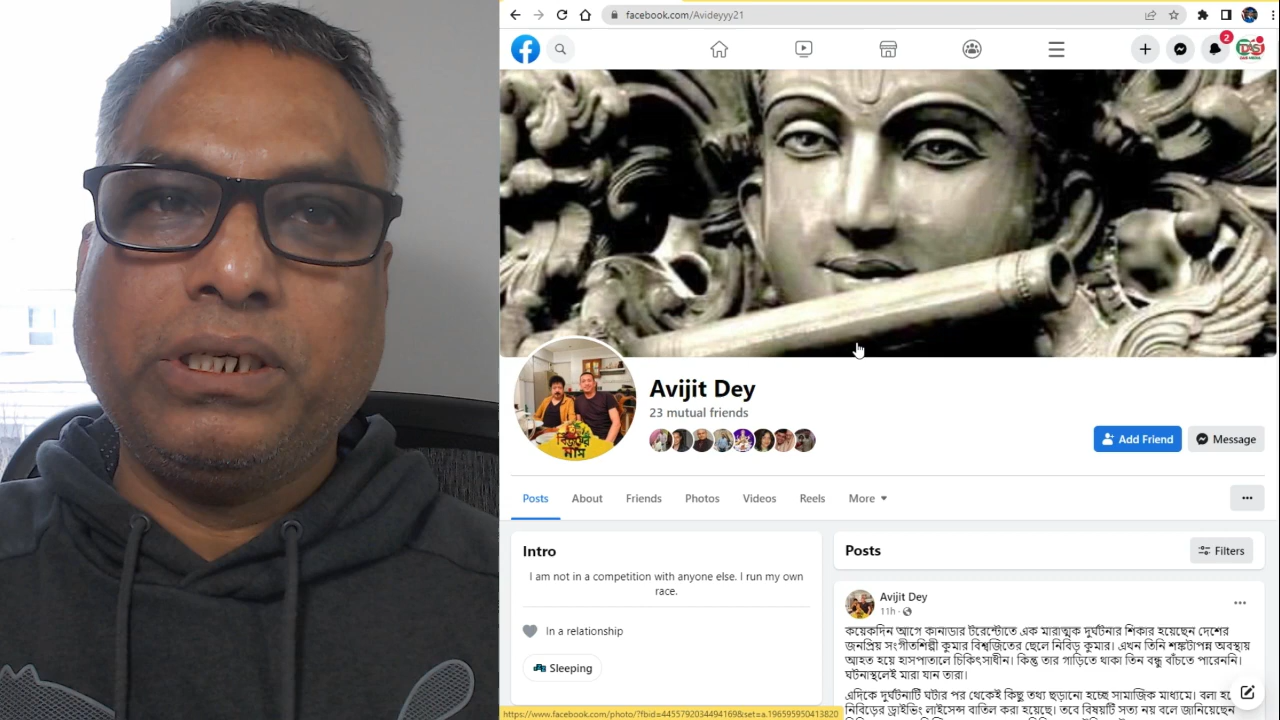 facebook.com/Avideyyy21
2
DAS
বিজয়ের
মাস
Avijit Dey
23 mutual friends
Add Friend
Message
Posts
About
Friends
Photos
Videos
Reels
More
Intro
I am not in a competition with anyone else. I run my own
race.
In a relationship
Sleeping
Posts
Filters
Avijit Dey
11h
কয়েকদিন আগে কানাডার টরেন্টোতে এক মারাত্মক দুর্ঘটনার শিকার হয়েছেন দেশের
জনপ্রিয় সংগীতশিল্পী কুমার বিশ্বজিতের ছেলে নিবিড় কুমার। এখন তিনি শঙ্কটাপন্ন অবস্থায়
আহত হয়ে হাসপাতালে চিকিৎসাধীন। কিন্তু তার গাড়িতে থাকা তিন বন্ধু বাঁচতে পারেননি।
ঘটনাস্থলেই মারা যান তারা।
এদিকে দুর্ঘটনাটি ঘটার পর থেকেই কিছু তথ্য ছড়ানো হচ্ছে সামাজিক মাধ্যমে। বলা হ
নিবিড়ের ড্রাইভিং লাইসেন্স বাতিল করা হয়েছে। তবে বিষয়টি সত্য নয় বলে জানিয়েছেন
https://www.facebook.com/photo/?fbid=4455792034494169&set=a.196595950413820